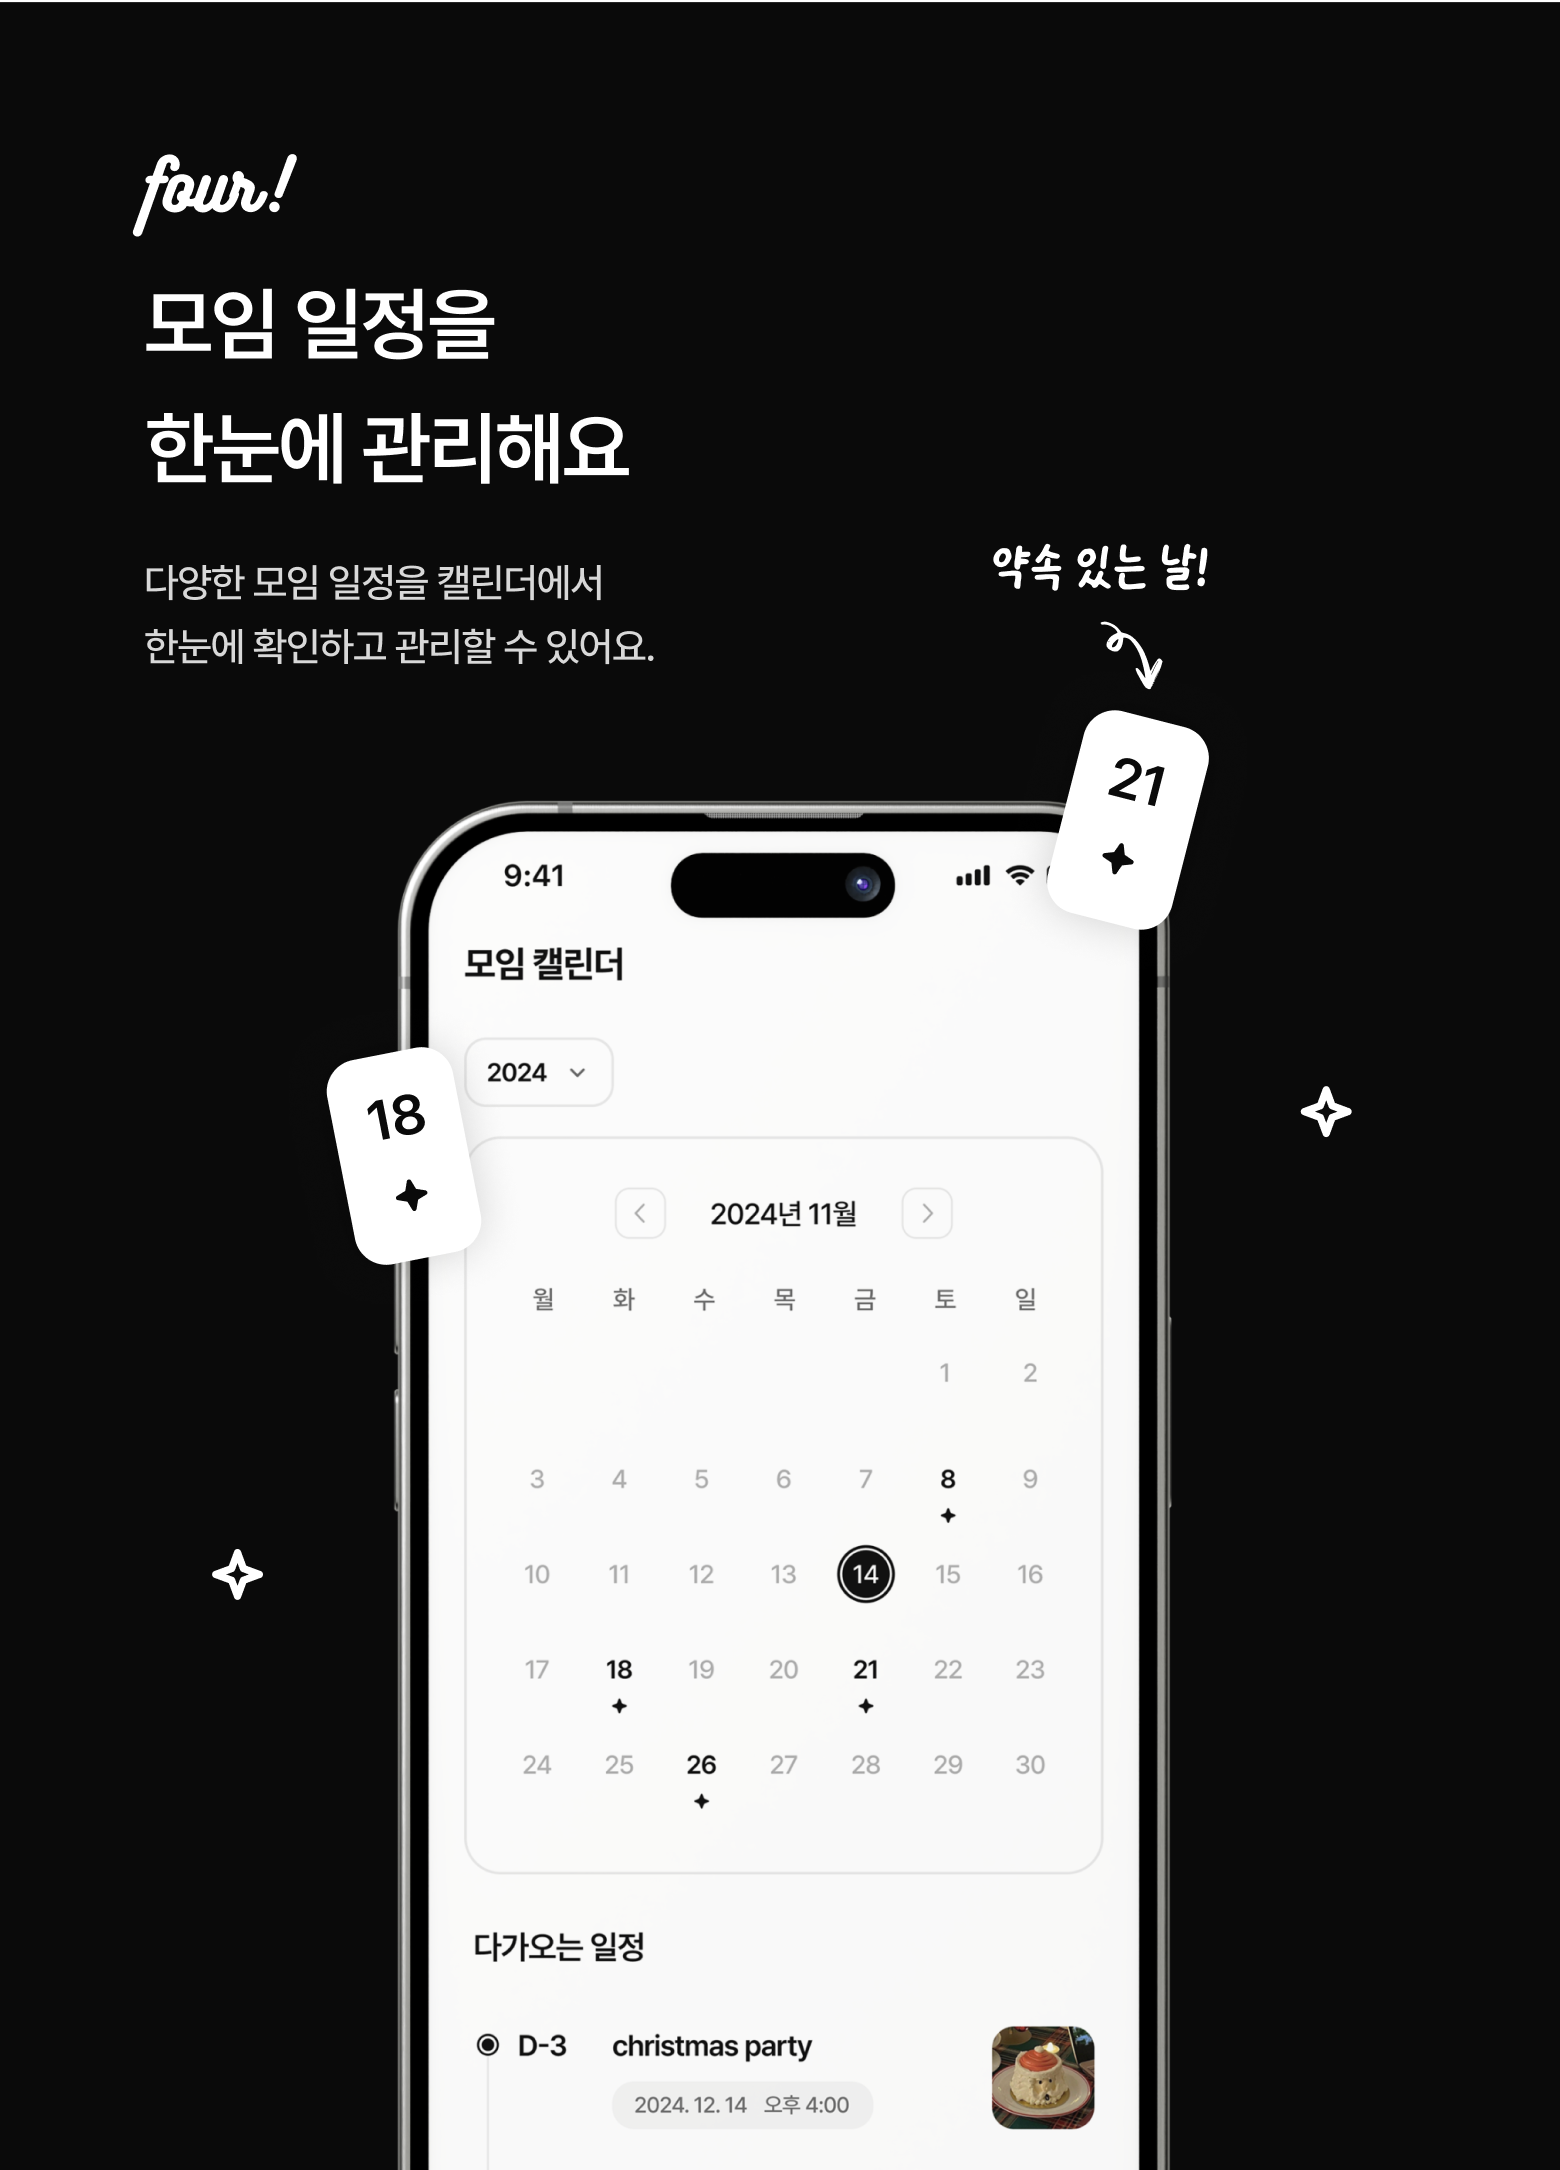 four!
모임 일정을
한눈에 관리해요
다양한 모임 일정을 캘린더에서
한눈에 확인하고 관리할 수 있어요.
약속 있는 날!
21
9:41
모임 캘린더
18
2024
2024년 11월
월 화 수 목 금 토 일
1 2
3 4 5 6 7 8 9
10 11 12 13 14 15 16
17 18 19 20 21 22 23
24 25 26 27 28 29 30
다가오는 일정
D-3 christmas party
2024. 12. 14 오후 4:00